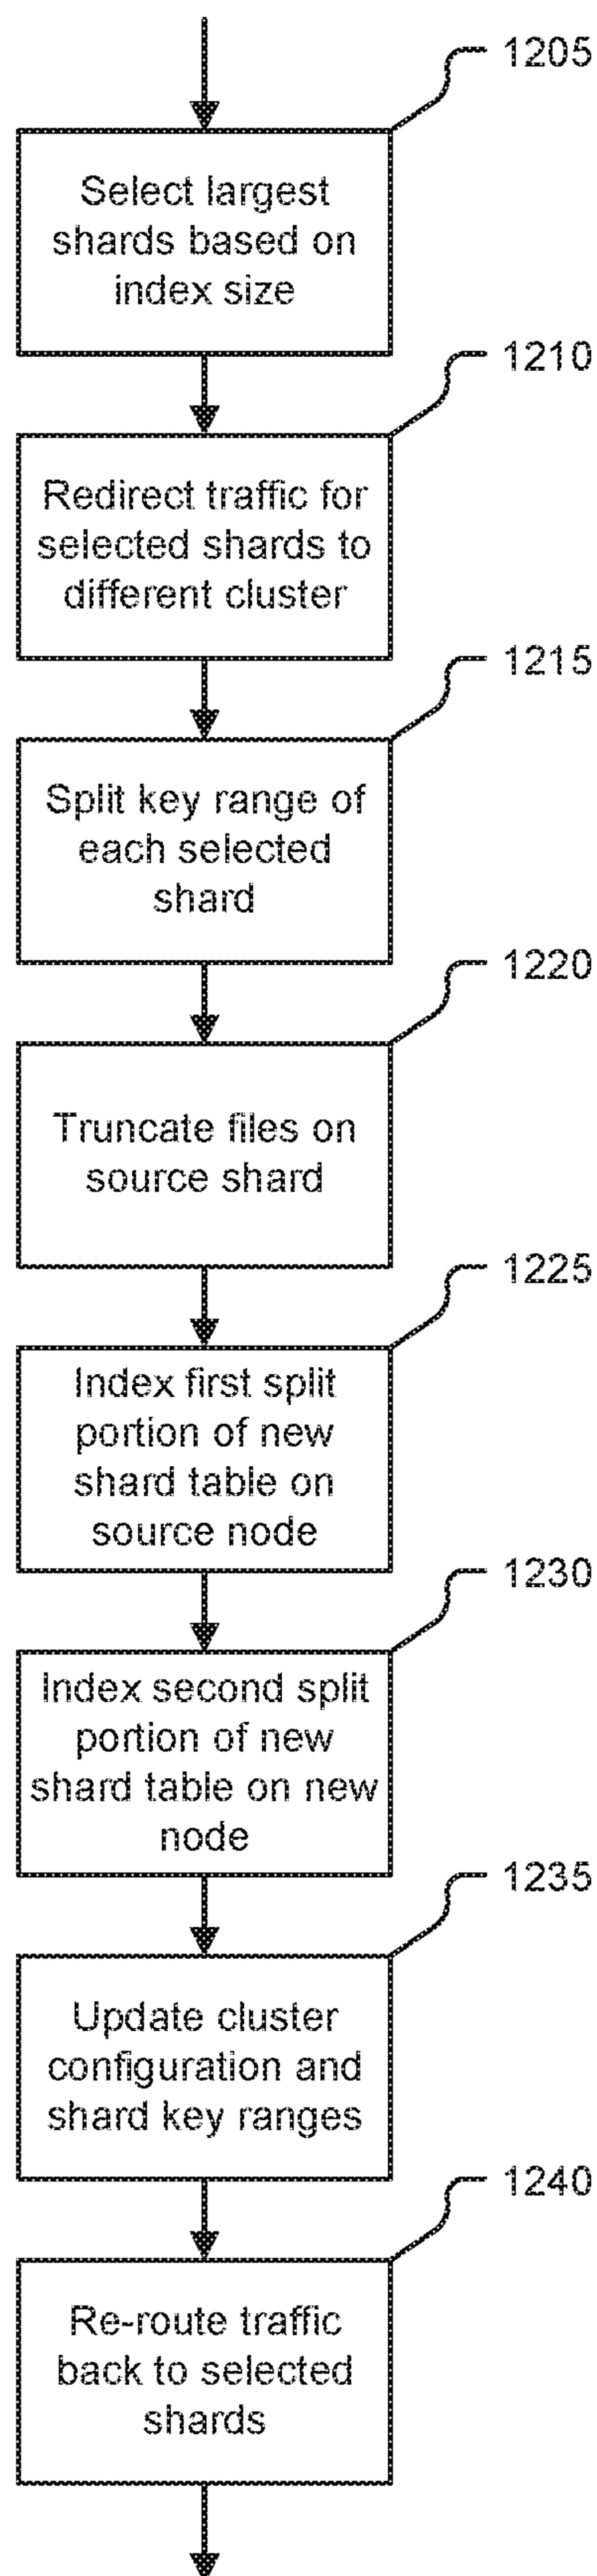 1205
Select largest
shards based on
index size
1210
Redirect traffic for
selected shards to
different cluster
1215
Split key range of
each selected
shard
1220
Truncate files on
source shard
1225
Index first split
portion of new
shard table on
source node
1230
Index second split
portion of new
shard table on new
node
1235
Update cluster
configuration and
shard key ranges
1240
Re-route traffic
back to selected
shards